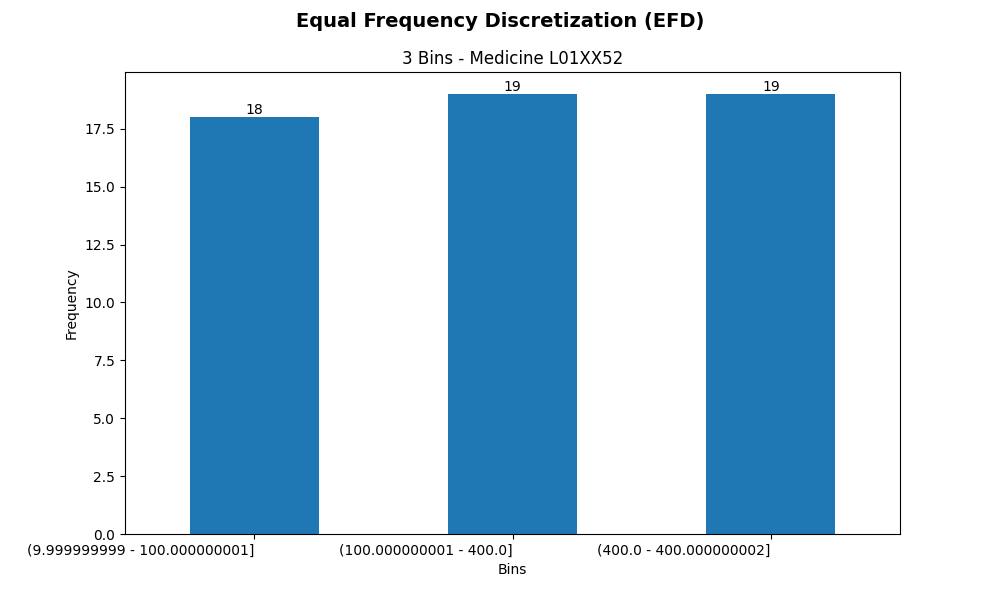 Equal Frequency Discretization (EFD)
3 Bins - Medicine L01XX52
18
19
19
17.5
15.0
12.5
10.0
7.5
5.0
2.5
0.0
Frequency
(9.999999999 - 100.000000001]
(100.000000001 - 400.0]
(400.0 - 400.000000002]
Bins